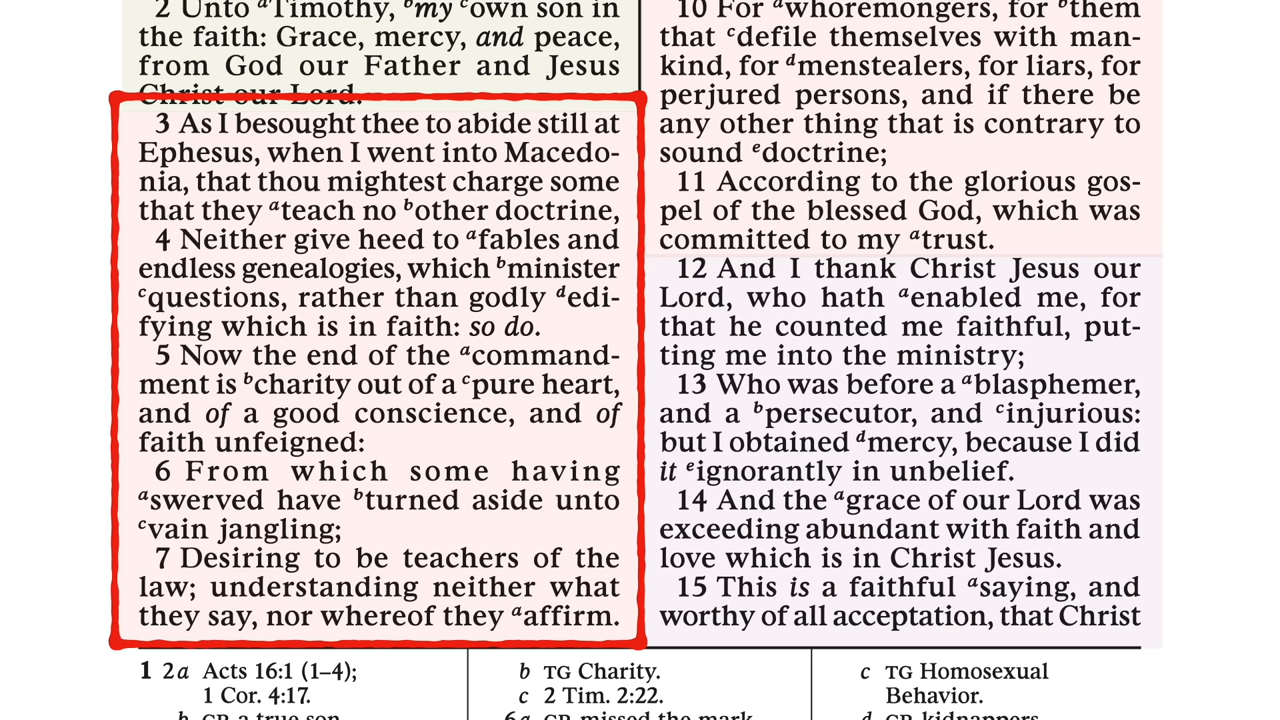 2 Unto aTimothy, bmy cown son in
the faith: Grace, mercy, and peace,
from God our Father and Jesus
Christ our Lord.
3 As I besought thee to abide still at
Ephesus, when I went into Macedo-
nia, that thou mightest charge some
that they ateach no bother doctrine,
4 Neither give heed to afables and
endless genealogies, which bminister
cquestions, rather than godly dedi-
fying which is in faith: so do.
5 Now the end of the acommand-
ment is bcharity out of a cpure heart,
and of a good conscience, and of
faith unfeigned:
6 From which some having
aswerved have bturned aside unto
cvain jangling;
7 Desiring to be teachers of the
law; understanding neither what
they say, nor whereof they aaffirm.
10 For awhoremongers, for bthem
that cdefile themselves with man-
kind, for dmenstealers, for liars, for
perjured persons, and if there be
any other thing that is contrary to
sound edoctrine;
11 According to the glorious gos-
pel of the blessed God, which was
committed to my atrust.
12 And I thank Christ Jesus our
Lord, who hath aenabled me, for
that he counted me faithful, put-
ting me into the ministry;
13 Who was before a ablasphemer,
and a bpersecutor, and cinjurious:
but I obtained dmercy, because I did
it eignorantly in unbelief.
14 And the agrace of our Lord was
exceeding abundant with faith and
love which is in Christ Jesus.
15 This is a faithful asaying, and
worthy of all acceptation, that Christ
1 2a Acts 16:1 (1–4);
1 Cor. 4:17.
b GR a true son
b TG Charity.
c 2 Tim. 2:22.
6a GR missed the mark
c TG Homosexual
Behavior.
d GR kidnappers